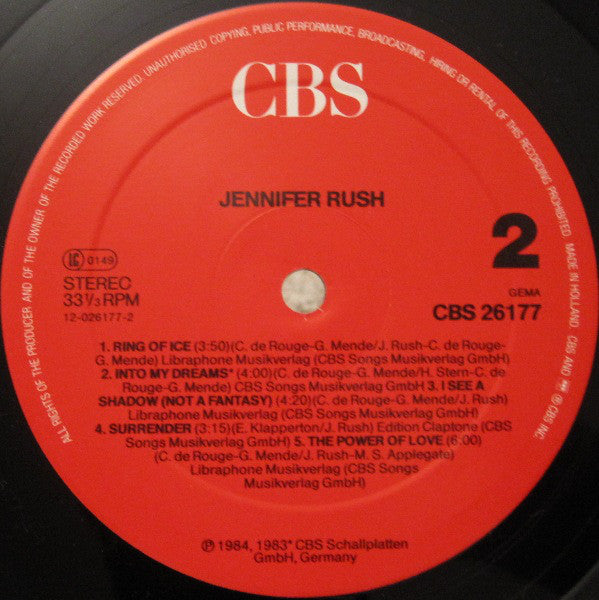 ALL RIGHTS OF THE PRODUCER AND OF THE OWNER OF THE RECORDED WORK RESERVED. UNAUTHORISED COPYING, PUBLIC PERFORMANCE, BROADCASTING, HIRING OR RENTAL OF THIS RECORDING PROHIBITED. MADE IN HOLLAND. CBS AND ℗ CBS INC.
CBS
JENNIFER RUSH
2
LC 0149
STEREO
33⅓ RPM
12-026177-2
GEMA
CBS 26177
1. RING OF ICE (3:50)(C. de Rouge-G. Mende/J. Rush-C. de Rouge-
G. Mende) Libraphone Musikverlag (CBS Songs Musikverlag GmbH)
2. INTO MY DREAMS* (4:00)(C. de Rouge-G. Mende/H. Stern-C. de
Rouge-G. Mende) CBS Songs Musikverlag GmbH 3. I SEE A
SHADOW (NOT A FANTASY) (4:20)(C. de Rouge-G. Mende/J. Rush)
Libraphone Musikverlag (CBS Songs Musikverlag GmbH)
4. SURRENDER (3:15)(E. Klapperton/J. Rush) Edition Claptone (CBS
Songs Musikverlag GmbH) 5. THE POWER OF LOVE (6:00)
(C. de Rouge-G. Mende/J. Rush-M. S. Applegate)
Libraphone Musikverlag (CBS Songs
Musikverlag GmbH)
℗ 1984, 1983* CBS Schallplatten
GmbH, Germany